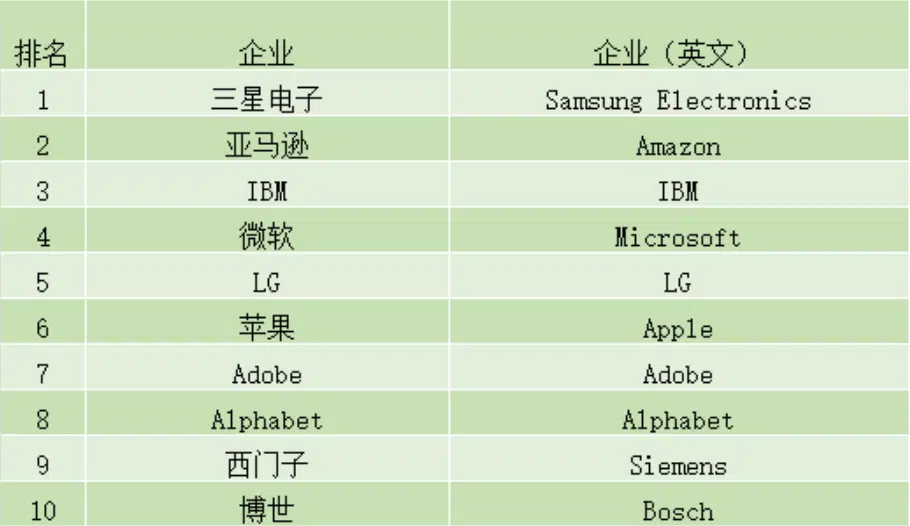 排名 企业 企业（英文）
1 三星电子 Samsung Electronics
2 亚马逊 Amazon
3 IBM IBM
4 微软 Microsoft
5 LG LG
6 苹果 Apple
7 Adobe Adobe
8 Alphabet Alphabet
9 西门子 Siemens
10 博世 Bosch